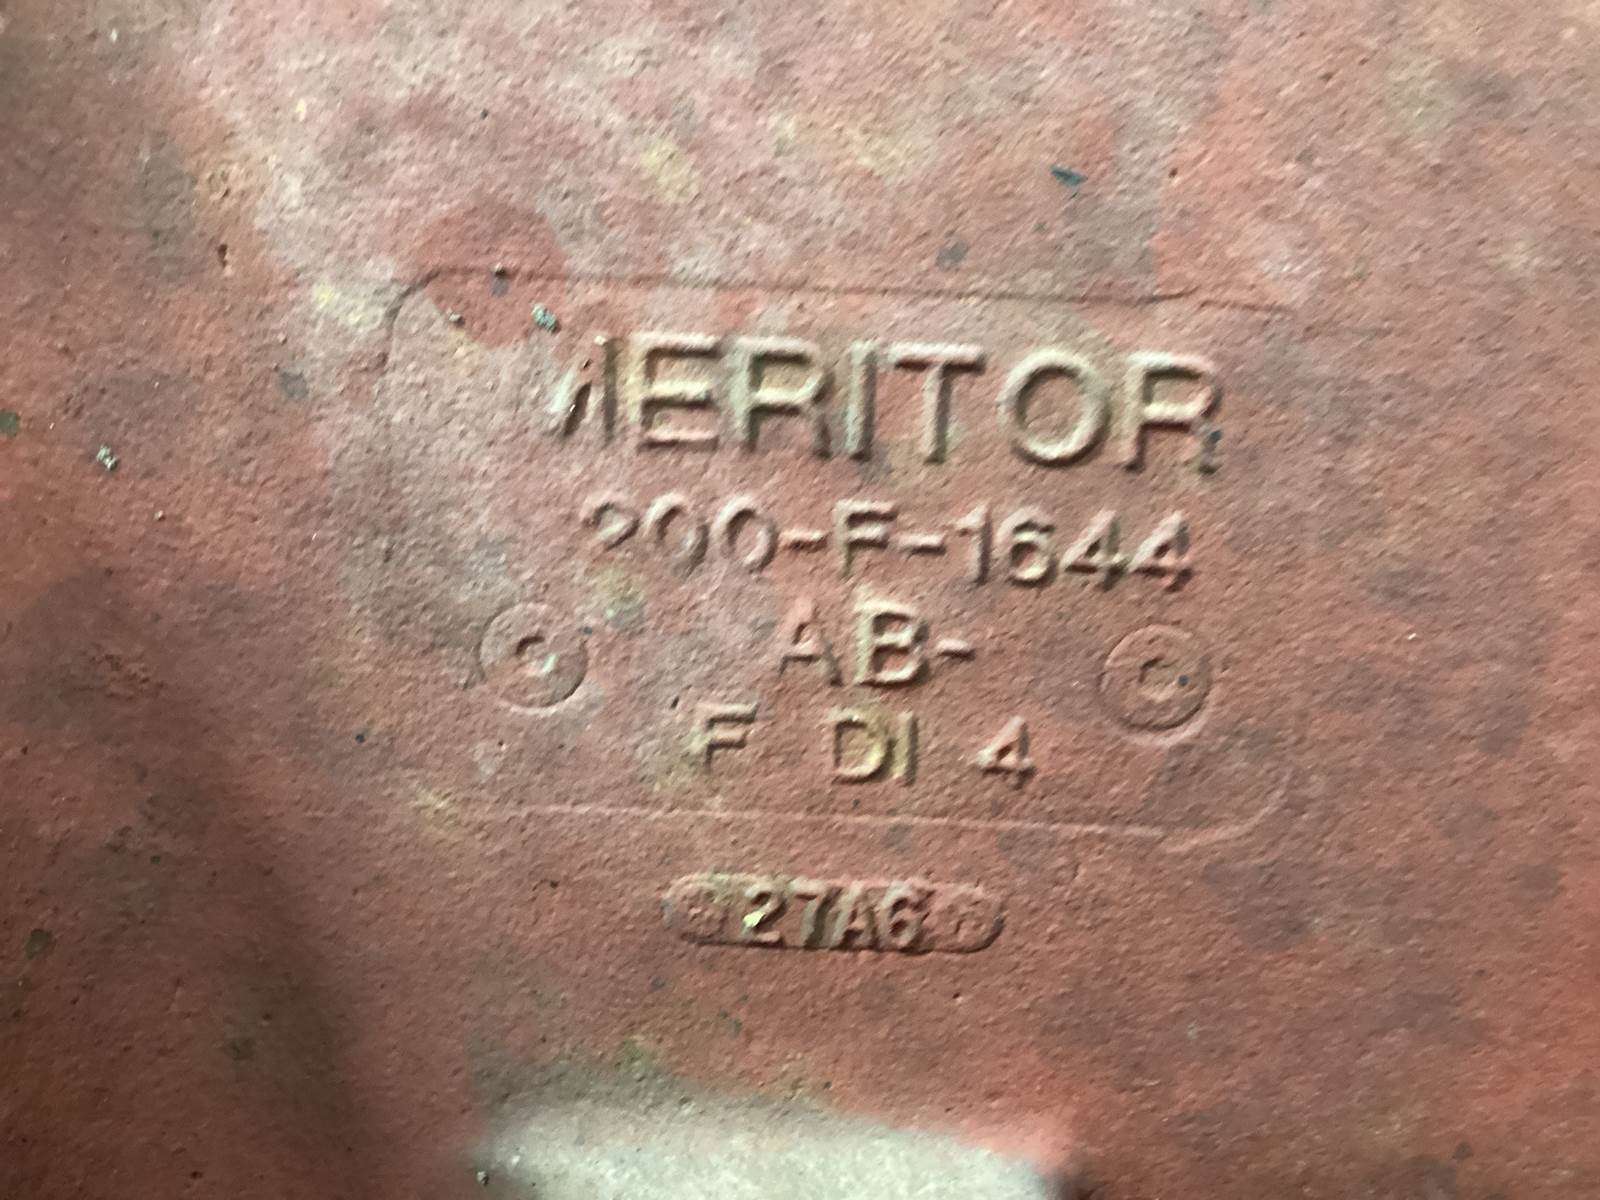 MERITOR
200-F-1644
AB-
F DI 4
27A6